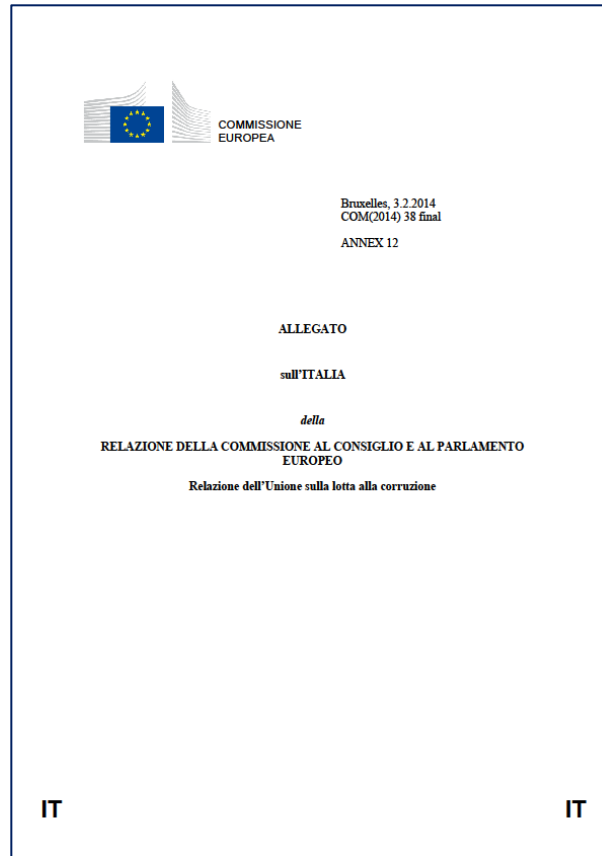 COMMISSIONE
EUROPEA
Bruxelles, 3.2.2014
COM(2014) 38 final
ANNEX 12
ALLEGATO
sull'ITALIA
della
RELAZIONE DELLA COMMISSIONE AL CONSIGLIO E AL PARLAMENTO
EUROPEO
Relazione dell'Unione sulla lotta alla corruzione
IT IT